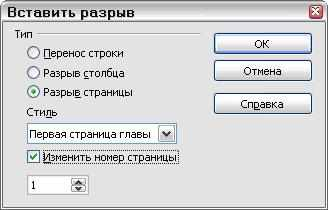 Вставить разрыв
Тип
Перенос строки
Разрыв столбца
Разрыв страницы
Стиль
Первая страница главы
Изменить номер страницы
1
OK
Отмена
Справка